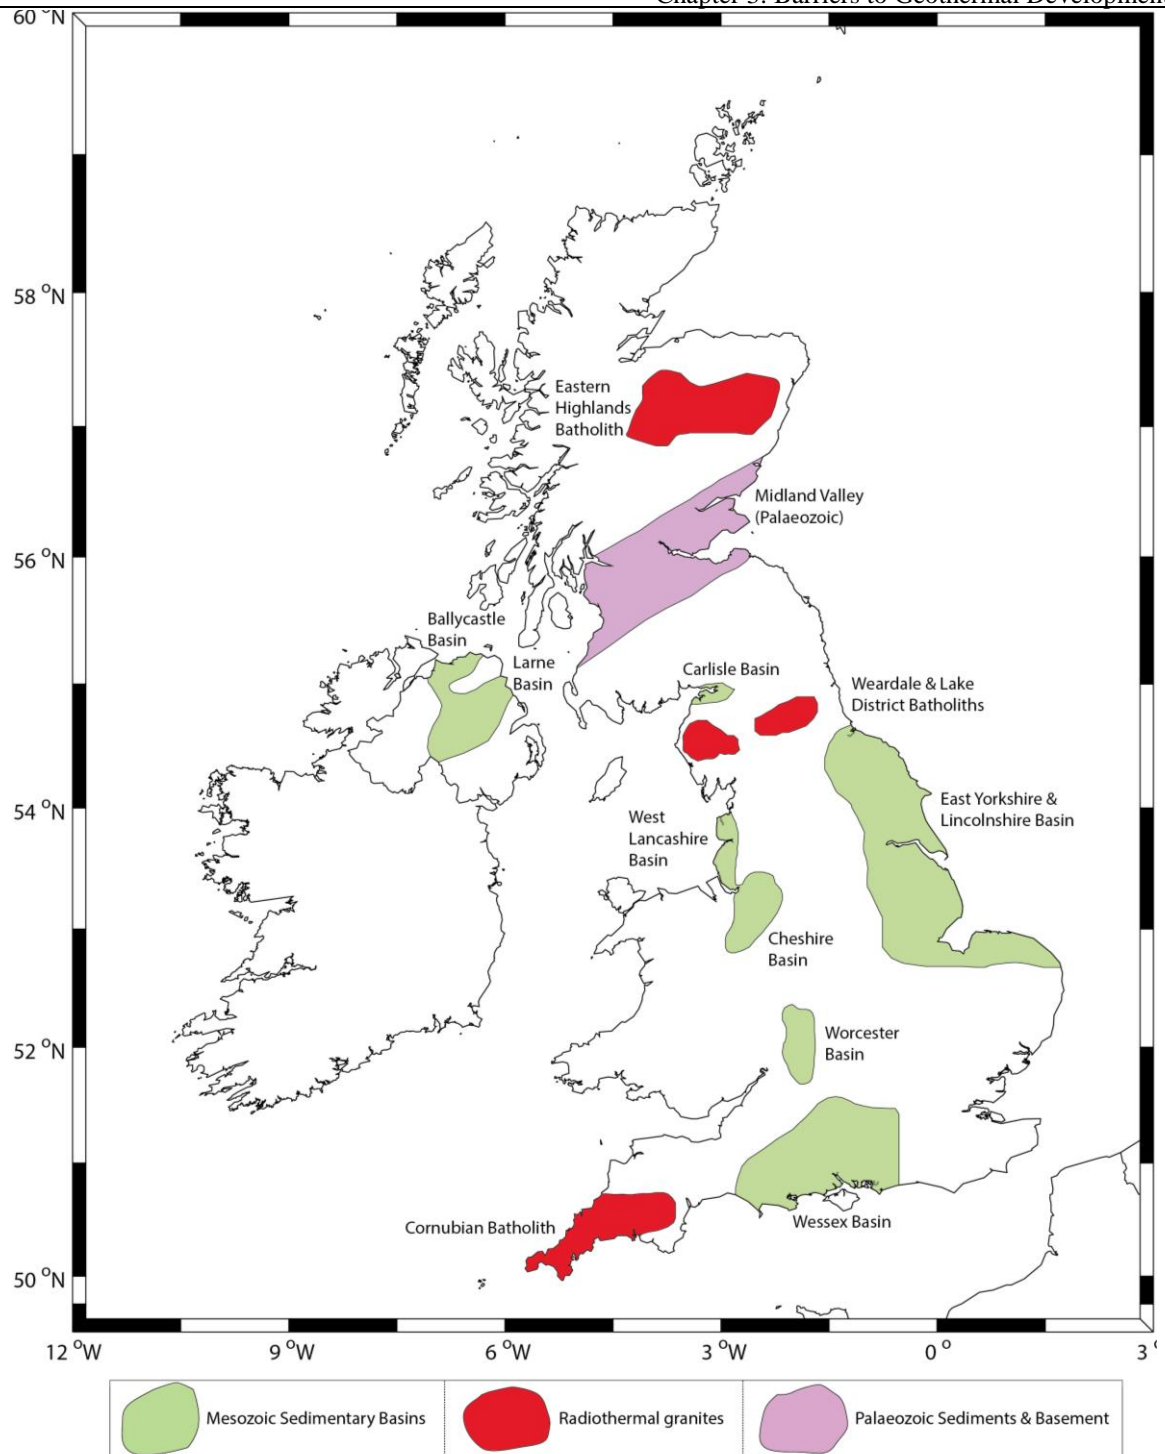 Chapter 3: Barriers to Geothermal Development
60 °N
58 °N
Eastern
Highlands
Batholith
Midland Valley
(Palaeozoic)
56 °N
Ballycastle
Basin
Larne
Basin
Carlisle Basin
Weardale & Lake
District Batholiths
54 °N
East Yorkshire &
Lincolnshire Basin
West
Lancashire
Basin
Cheshire
Basin
52 °N
Worcester
Basin
Cornubian Batholith
Wessex Basin
50 °N
12 °W
9 °W
6 °W
3 °W
0 °
3 °
Mesozoic Sedimentary Basins
Radiothermal granites
Palaeozoic Sediments & Basement